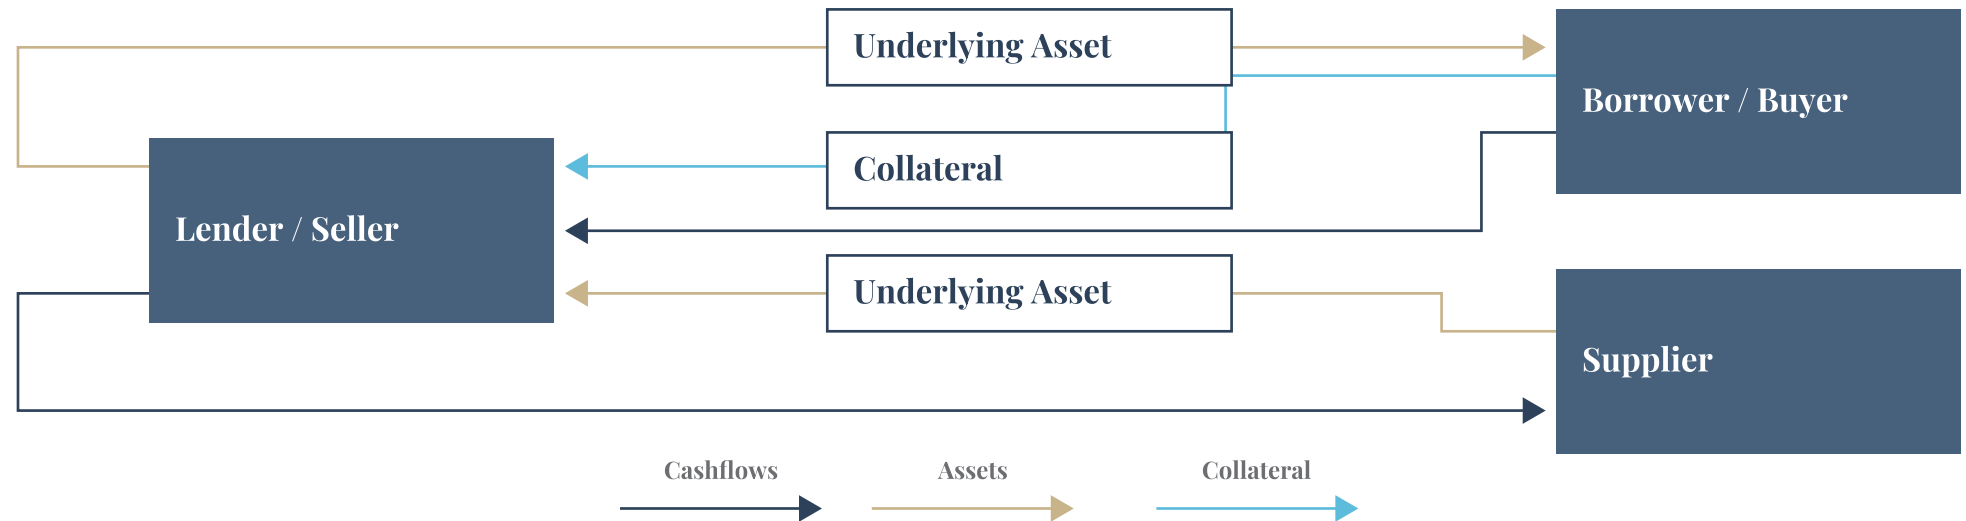 Underlying Asset
Borrower / Buyer
Collateral
Lender / Seller
Underlying Asset
Supplier
Cashflows
Assets
Collateral